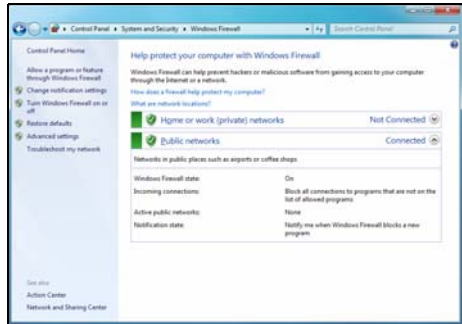 Control Panel ▸ System and Security ▸ Windows Firewall
Search Control Panel
Control Panel Home
Allow a program or feature
through Windows Firewall
Change notification settings
Turn Windows Firewall on or
off
Restore defaults
Advanced settings
Troubleshoot my network
See also
Action Center
Network and Sharing Center
Help protect your computer with Windows Firewall
Windows Firewall can help prevent hackers or malicious software from gaining access to your computer
through the Internet or a network.
How does a firewall help protect my computer?
What are network locations?
Home or work (private) networks Not Connected
Public networks Connected
Networks in public places such as airports or coffee shops
Windows Firewall state: On
Incoming connections: Block all connections to programs that are not on the
list of allowed programs
Active public networks: None
Notification state: Notify me when Windows Firewall blocks a new
program